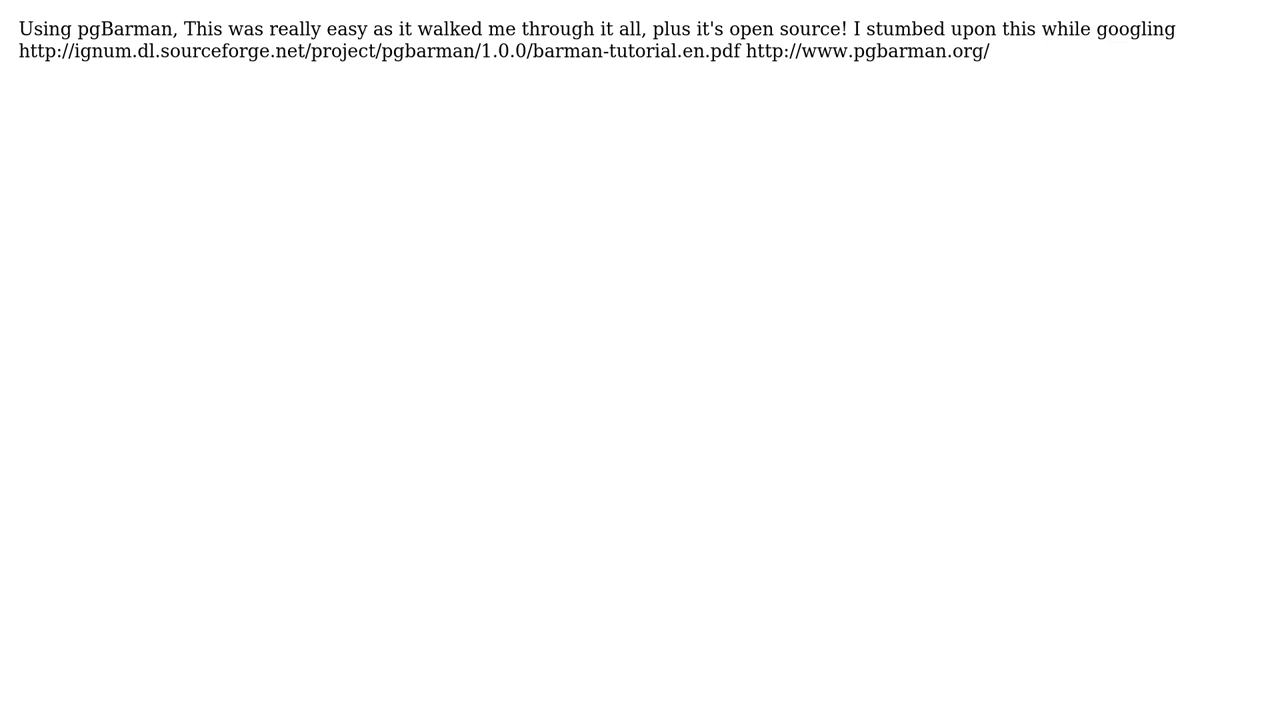 Using pgBarman, This was really easy as it walked me through it all, plus it's open source! I stumbed upon this while googling
http://ignum.dl.sourceforge.net/project/pgbarman/1.0.0/barman-tutorial.en.pdf http://www.pgbarman.org/